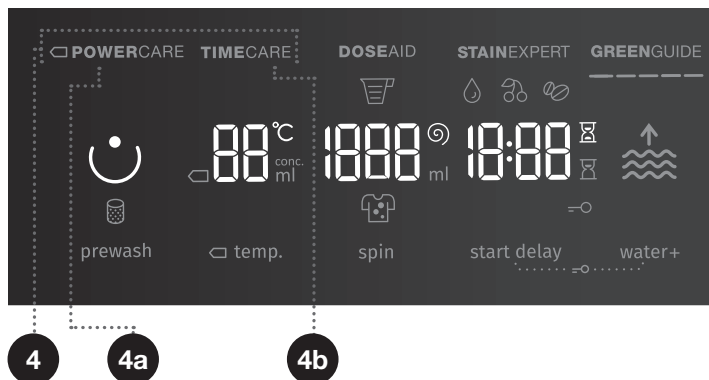 POWERCARE TIMECARE DOSEAID STAINEXPERT GREENGUIDE
88 °C conc. ml 1888 ml 18:88
prewash temp. spin start delay water+
4 4a 4b